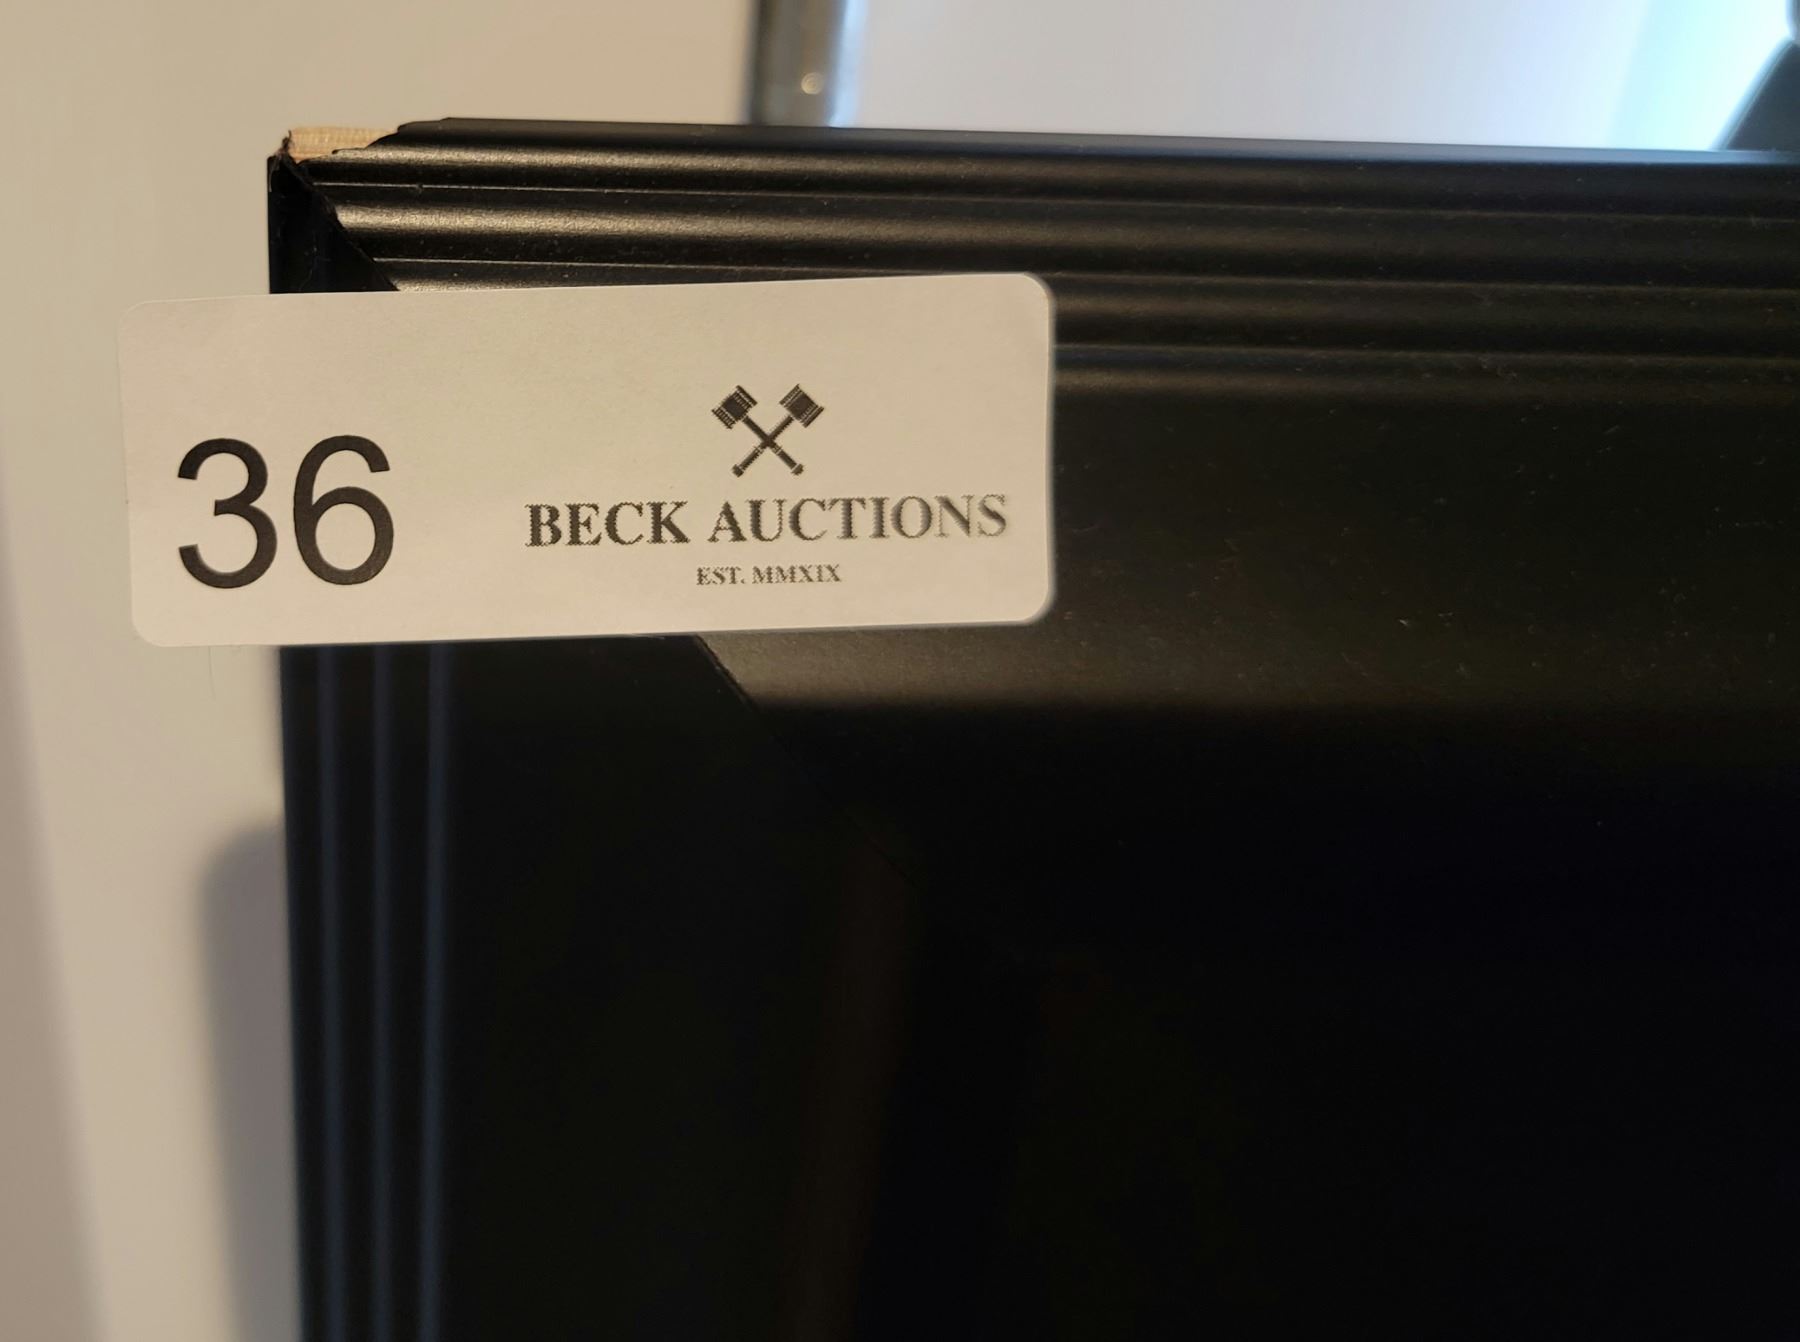 36
BECK AUCTIONS
EST. MMXIX